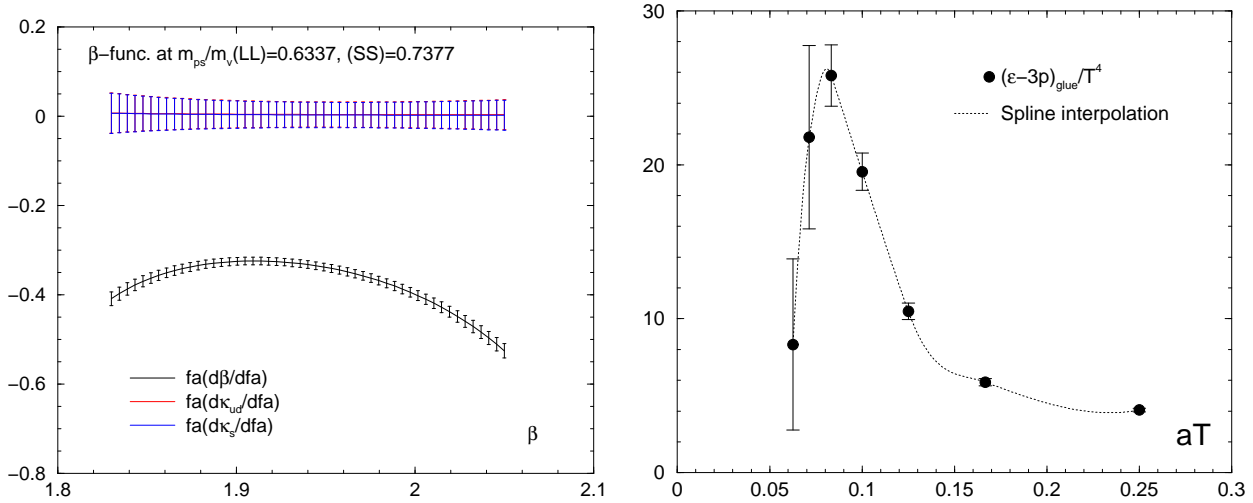 β−func. at m_ps/m_v(LL)=0.6337, (SS)=0.7377
0.2
0
−0.2
−0.4
−0.6
−0.8
fa(dβ/dfa)
fa(dκ_ud/dfa)
fa(dκ_s/dfa)
β
1.8 1.9 2 2.1
30
20
10
0
(ε−3p)_glue/T^4
Spline interpolation
aT
0 0.05 0.1 0.15 0.2 0.25 0.3